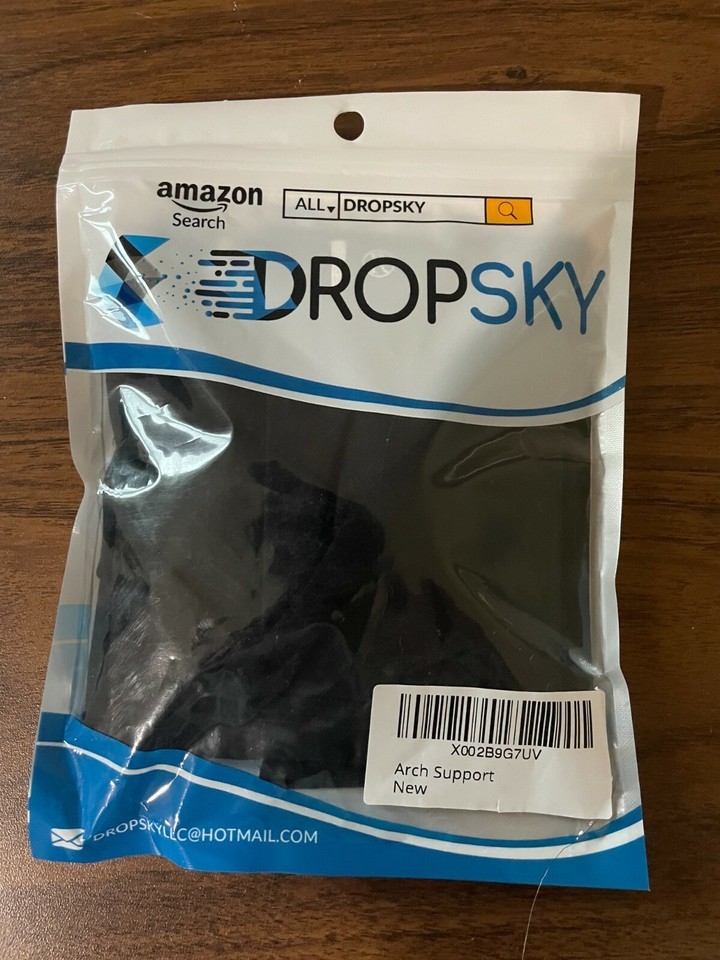 amazon
Search
ALL DROPSKY
DROPSKY
X002B9G7UV
Arch Support
New
DROPSKYLLC@HOTMAIL.COM